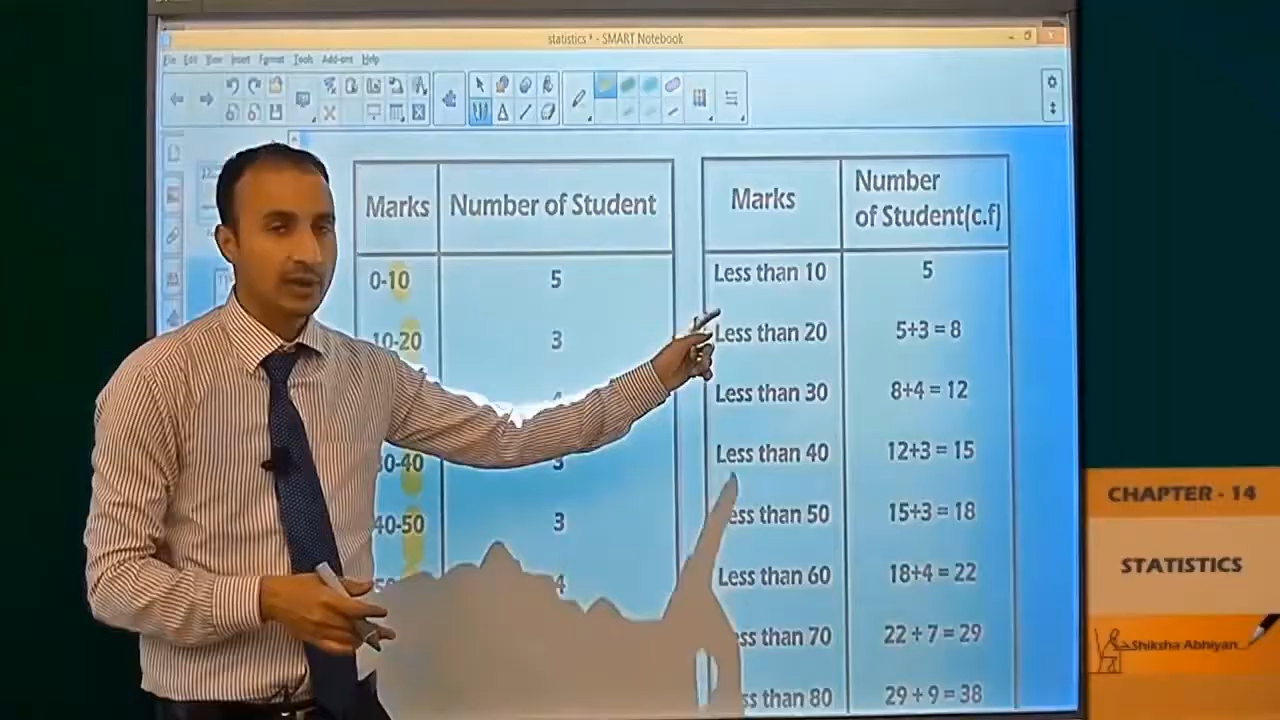 statistics * - SMART Notebook
File Edit View Insert Format Tools Add-ons Help
Marks Number of Student
0-10 5
10-20 3
4
30-40 3
40-50 3
4
Marks Number
of Student(c.f)
Less than 10 5
Less than 20 5+3 = 8
Less than 30 8+4 = 12
Less than 40 12+3 = 15
Less than 50 15+3 = 18
Less than 60 18+4 = 22
ss than 70 22 + 7 = 29
ss than 80 29 + 9 = 38
CHAPTER - 14
STATISTICS
Shiksha Abhiyan